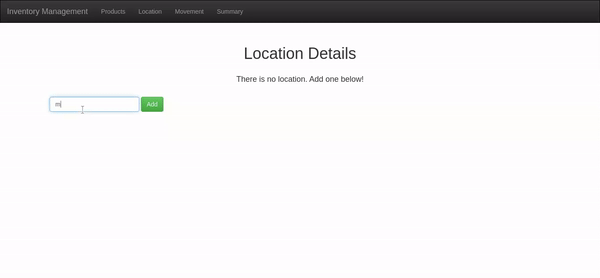 Inventory Management Products Location Movement Summary
Location Details
There is no location. Add one below!
m Add